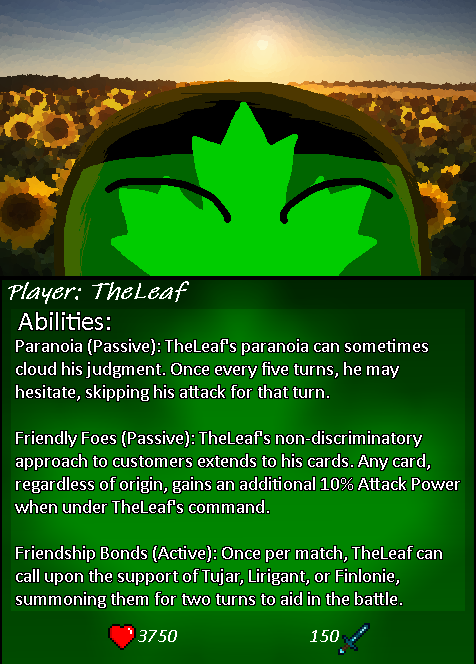 Player: TheLeaf
Abilities:
Paranoia (Passive): TheLeaf's paranoia can sometimes
cloud his judgment. Once every five turns, he may
hesitate, skipping his attack for that turn.
Friendly Foes (Passive): TheLeaf's non-discriminatory
approach to customers extends to his cards. Any card,
regardless of origin, gains an additional 10% Attack Power
when under TheLeaf's command.
Friendship Bonds (Active): Once per match, TheLeaf can
call upon the support of Tujar, Lirigant, or Finlonie,
summoning them for two turns to aid in the battle.
3750 150